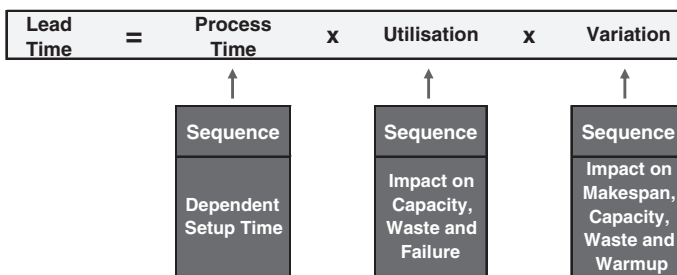 Lead Time = Process Time x Utilisation x Variation
Sequence
Dependent
Setup Time
Sequence
Impact on
Capacity,
Waste and
Failure
Sequence
Impact on
Makespan,
Capacity,
Waste and
Warmup